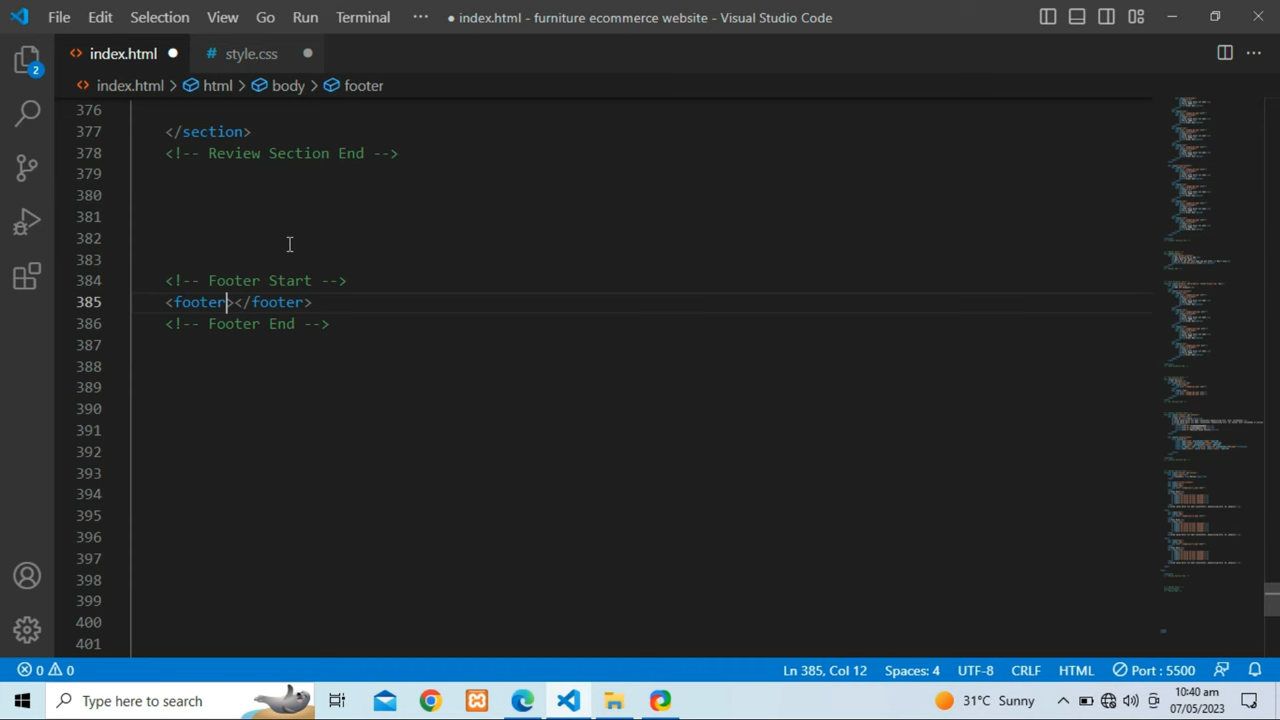 File Edit Selection View Go Run Terminal ··· ● index.html - furniture ecommerce website - Visual Studio Code
index.html ● # style.css ●
index.html > html > body > footer
376
377 </section>
378 <!-- Review Section End -->
379
380
381
382
383
384 <!-- Footer Start -->
385 <footer></footer>
386 <!-- Footer End -->
387
388
389
390
391
392
393
394
395
396
397
398
399
400
401
2
0 0 Ln 385, Col 12 Spaces: 4 UTF-8 CRLF HTML Port : 5500
Type here to search 31°C Sunny 10:40 am
07/05/2023